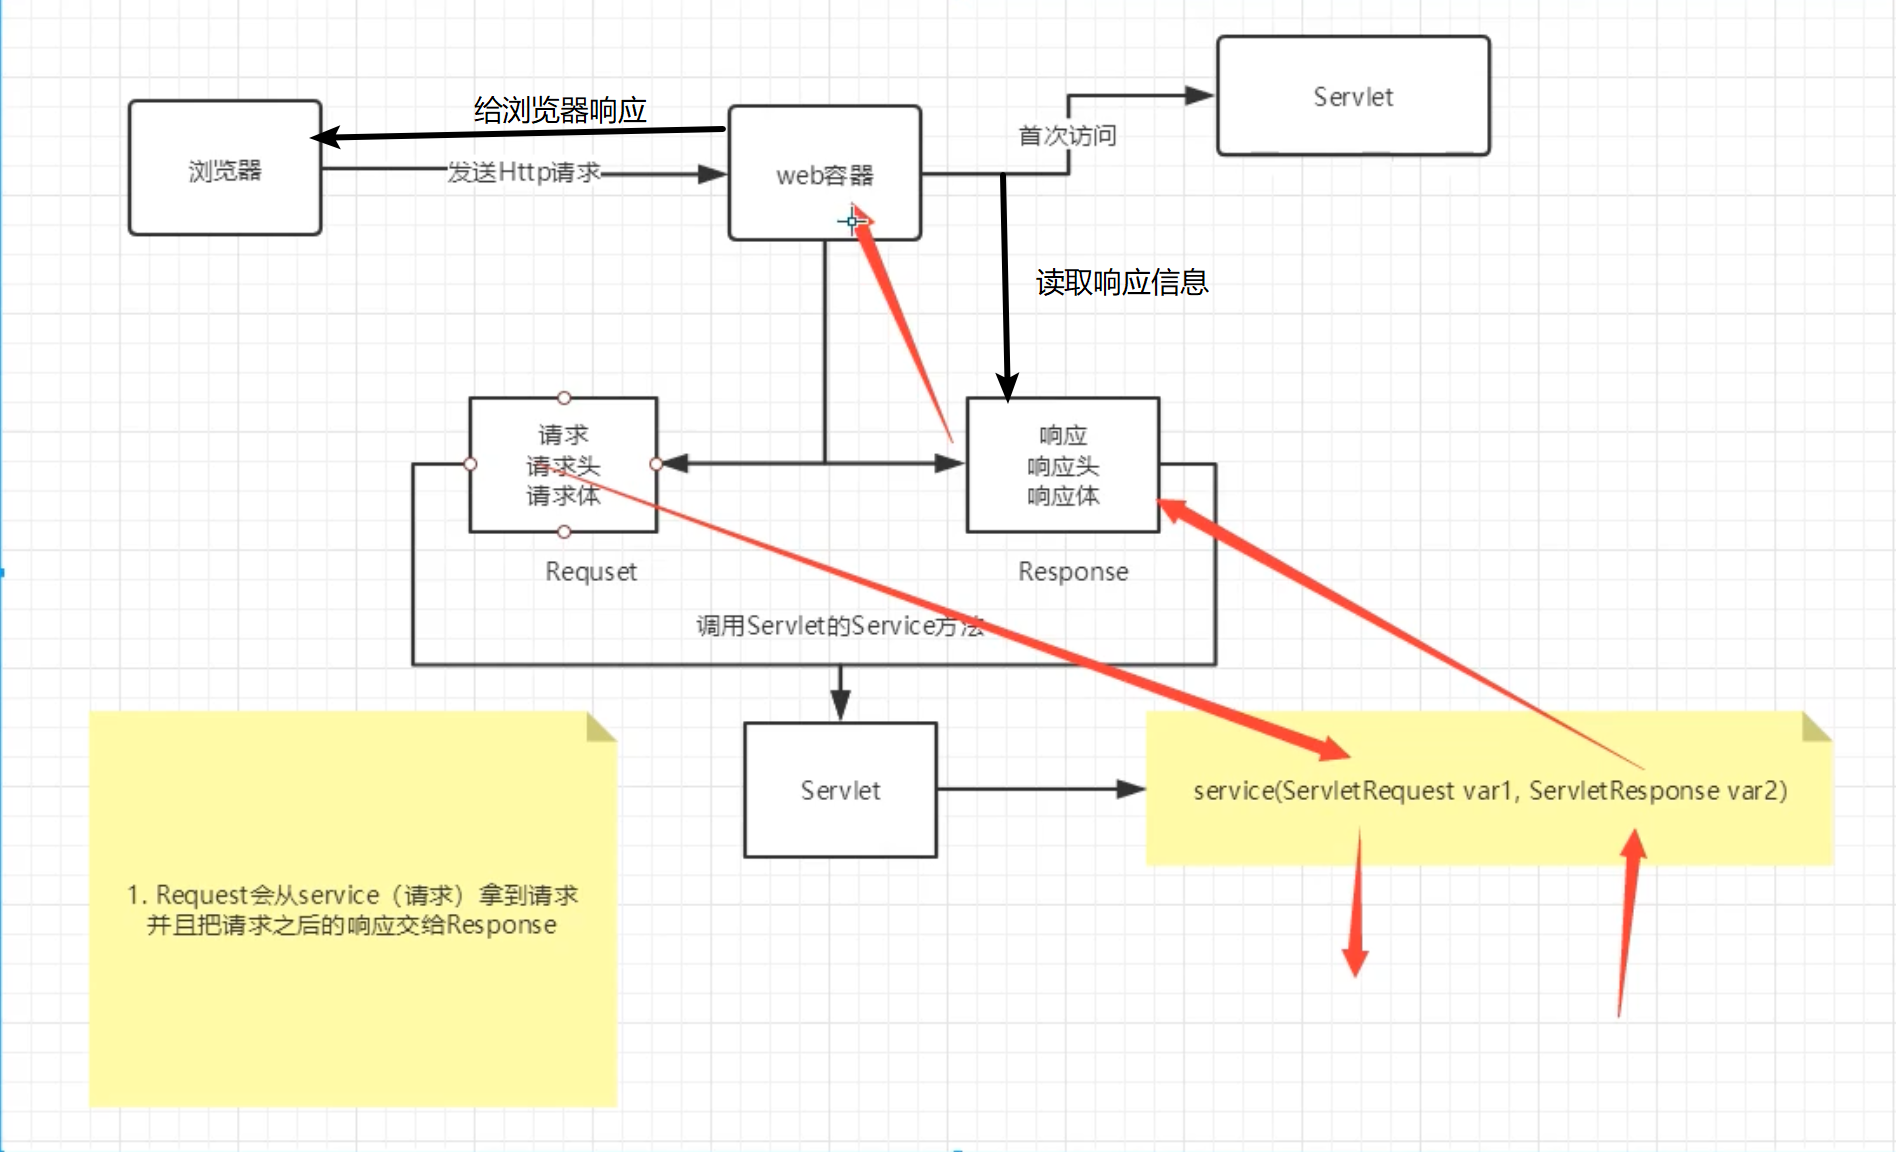 给浏览器响应
Servlet
首次访问
浏览器
发送Http请求
web容器
读取响应信息
请求
请求头
请求体
响应
响应头
响应体
Requset
Response
调用Servlet的Service方法
Servlet
service(ServletRequest var1, ServletResponse var2)
1. Request会从service（请求）拿到请求
并且把请求之后的响应交给Response